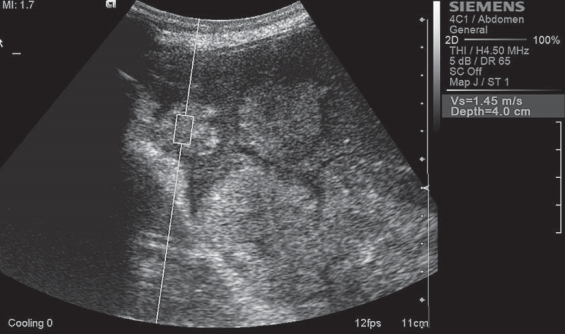 MI: 1.7
SIEMENS
4C1 / Abdomen
General
2D 100%
THI / H4.50 MHz
5 dB / DR 65
SC Off
Map J / ST 1
Vs=1.45 m/s
Depth=4.0 cm
Cooling 0
12fps
11cm